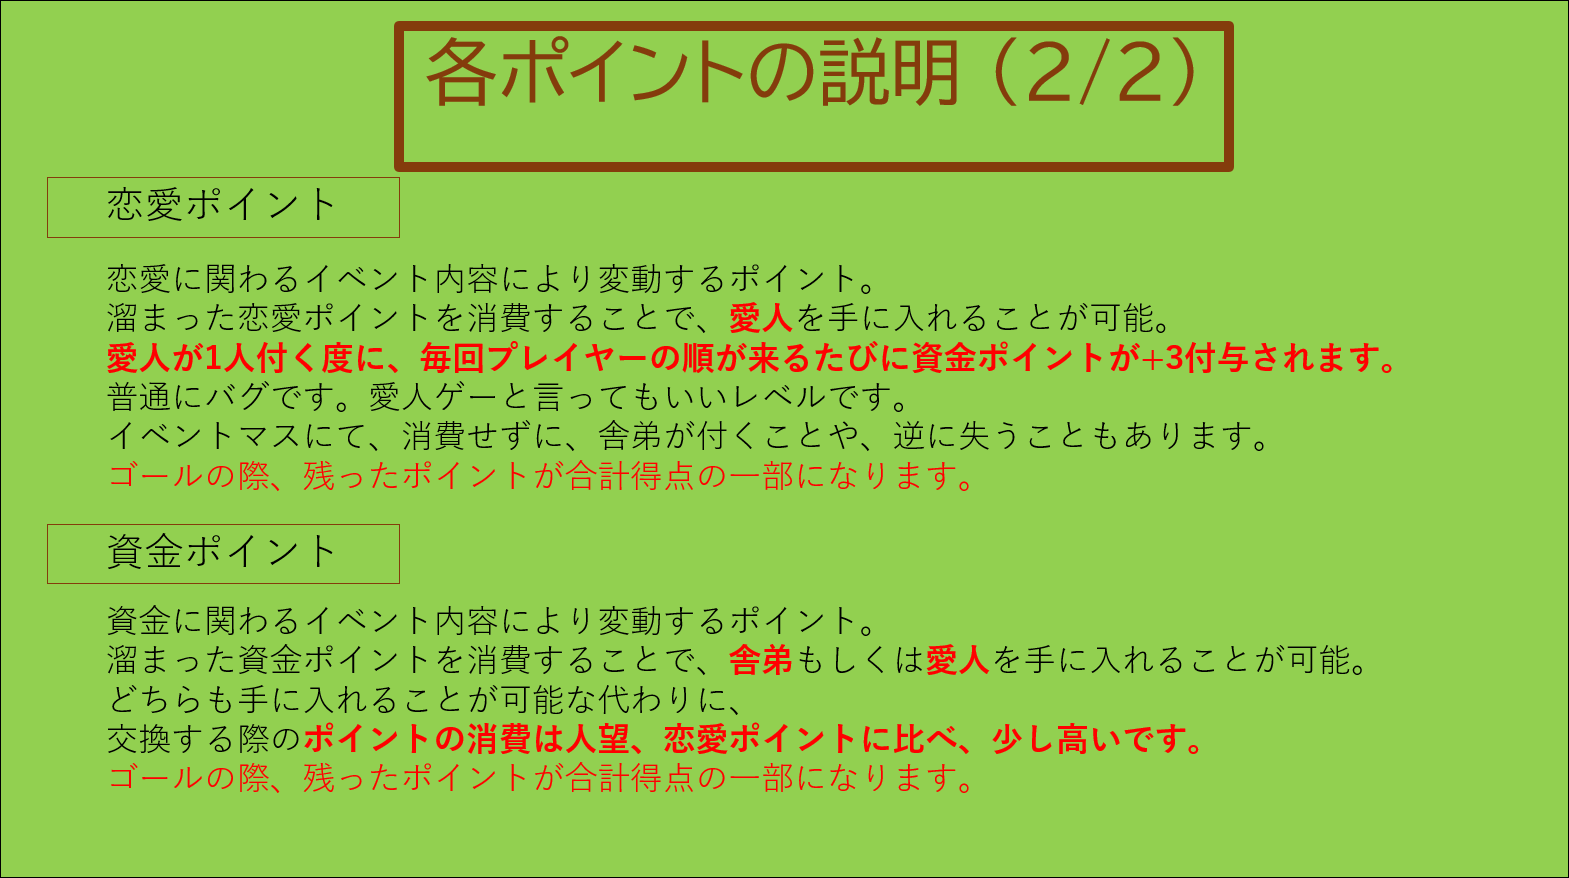 各ポイントの説明（2/2）
恋愛ポイント
恋愛に関わるイベント内容により変動するポイント。
溜まった恋愛ポイントを消費することで、愛人を手に入れることが可能。
愛人が1人付く度に、毎回プレイヤーの順が来るたびに資金ポイントが+3付与されます。
普通にバグです。愛人ゲーと言ってもいいレベルです。
イベントマスにて、消費せずに、舎弟が付くことや、逆に失うこともあります。
ゴールの際、残ったポイントが合計得点の一部になります。
資金ポイント
資金に関わるイベント内容により変動するポイント。
溜まった資金ポイントを消費することで、舎弟もしくは愛人を手に入れることが可能。
どちらも手に入れることが可能な代わりに、
交換する際のポイントの消費は人望、恋愛ポイントに比べ、少し高いです。
ゴールの際、残ったポイントが合計得点の一部になります。